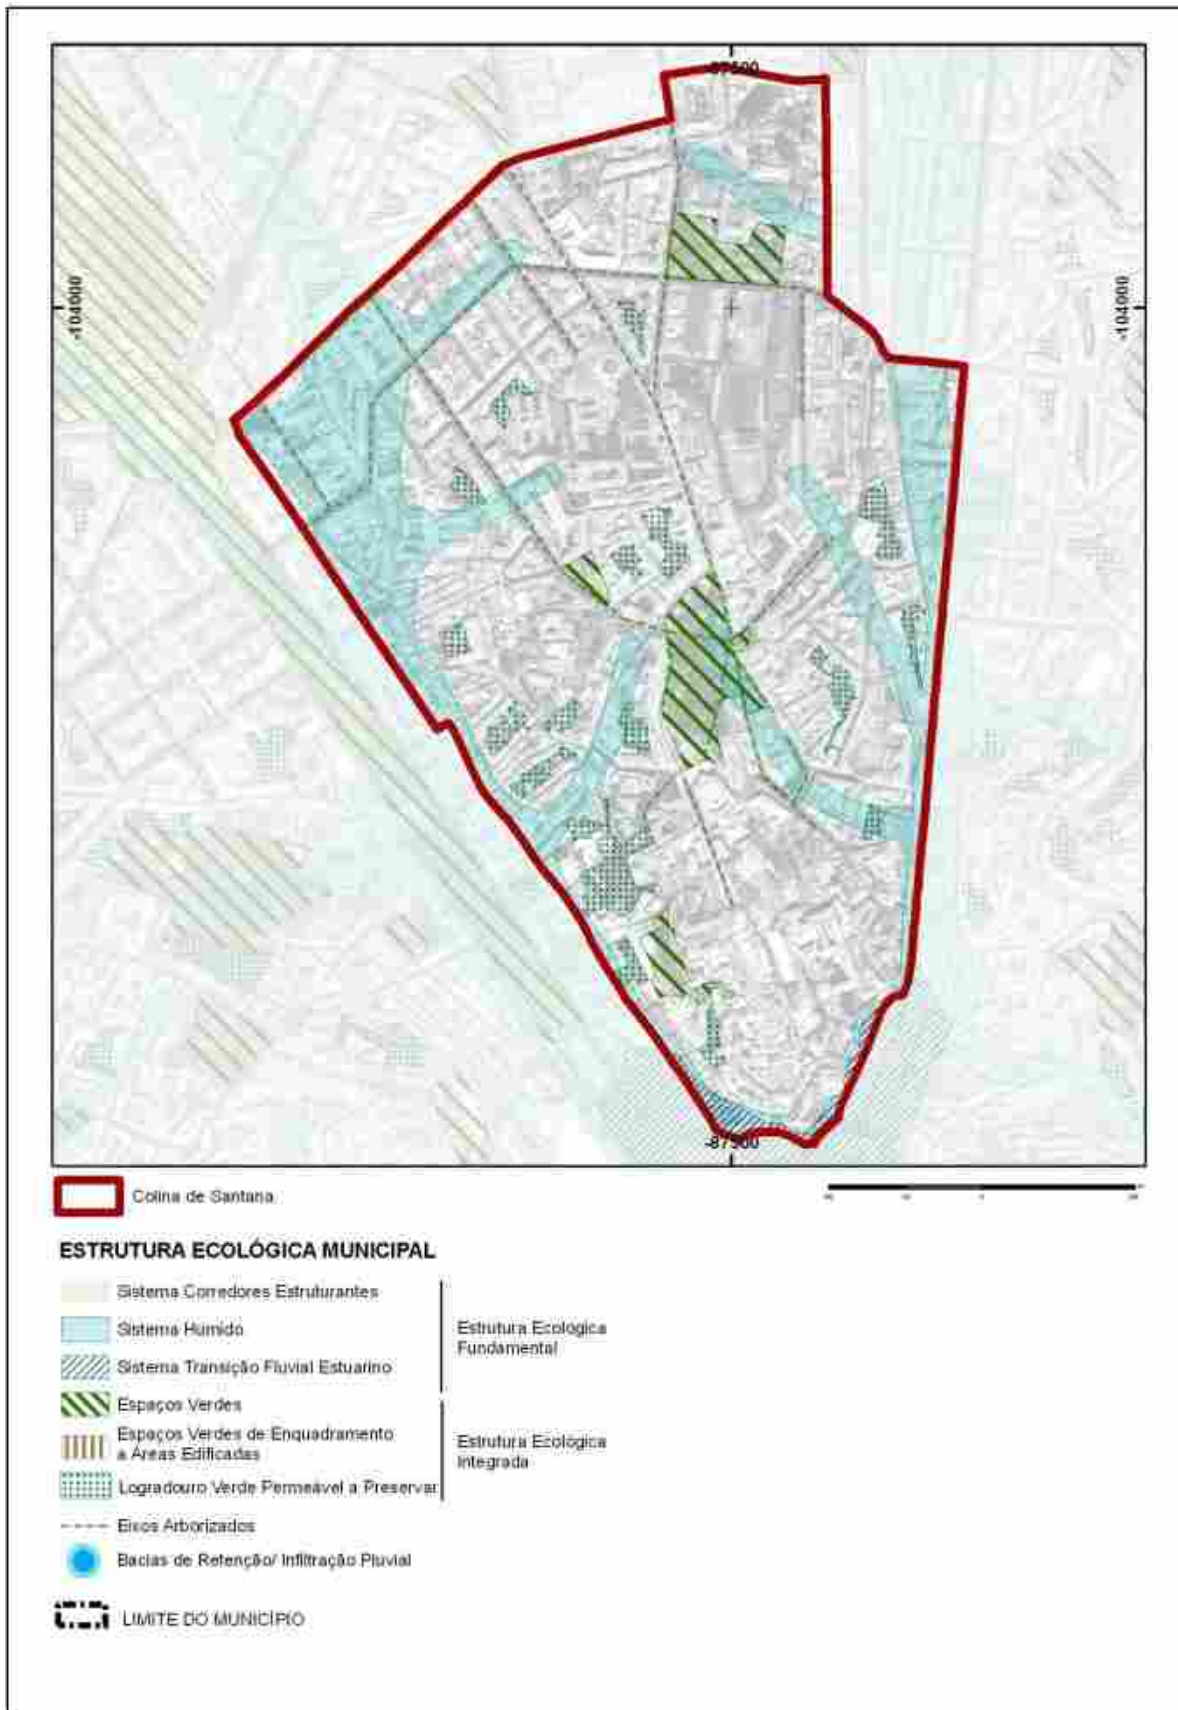 -87500
-104000
-104000
-87500
Colina de Santana
ESTRUTURA ECOLÓGICA MUNICIPAL
Sistema Corredores Estruturantes
Sistema Húmido
Sistema Transição Fluvial Estuarino
Estrutura Ecológica
Fundamental
Espaços Verdes
Espaços Verdes de Enquadramento
a Áreas Edificadas
Logradouro Verde Permeável a Preservar
Estrutura Ecológica
Integrada
Eixos Arborizados
Bacias de Retenção/ Infiltração Pluvial
LIMITE DO MUNICÍPIO